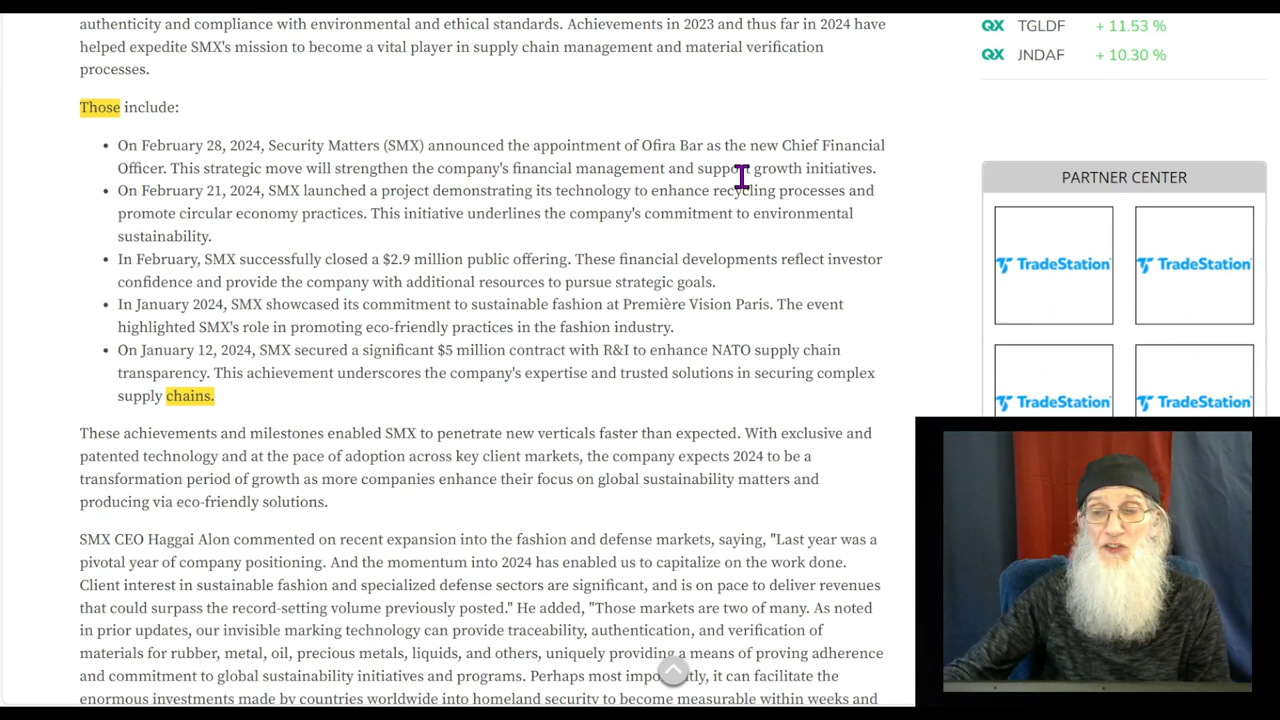 authenticity and compliance with environmental and ethical standards. Achievements in 2023 and thus far in 2024 have
helped expedite SMX's mission to become a vital player in supply chain management and material verification
processes.
Those include:
• On February 28, 2024, Security Matters (SMX) announced the appointment of Ofira Bar as the new Chief Financial
Officer. This strategic move will strengthen the company's financial management and support growth initiatives.
• On February 21, 2024, SMX launched a project demonstrating its technology to enhance recycling processes and
promote circular economy practices. This initiative underlines the company's commitment to environmental
sustainability.
• In February, SMX successfully closed a $2.9 million public offering. These financial developments reflect investor
confidence and provide the company with additional resources to pursue strategic goals.
• In January 2024, SMX showcased its commitment to sustainable fashion at Première Vision Paris. The event
highlighted SMX's role in promoting eco-friendly practices in the fashion industry.
• On January 12, 2024, SMX secured a significant $5 million contract with R&I to enhance NATO supply chain
transparency. This achievement underscores the company's expertise and trusted solutions in securing complex
supply chains.
These achievements and milestones enabled SMX to penetrate new verticals faster than expected. With exclusive and
patented technology and at the pace of adoption across key client markets, the company expects 2024 to be a
transformation period of growth as more companies enhance their focus on global sustainability matters and
producing via eco-friendly solutions.
SMX CEO Haggai Alon commented on recent expansion into the fashion and defense markets, saying, "Last year was a
pivotal year of company positioning. And the momentum into 2024 has enabled us to capitalize on the work done.
Client interest in sustainable fashion and specialized defense sectors are significant, and is on pace to deliver revenues
that could surpass the record-setting volume previously posted." He added, "Those markets are two of many. As noted
in prior updates, our invisible marking technology can provide traceability, authentication, and verification of
materials for rubber, metal, oil, precious metals, liquids, and others, uniquely providing a means of proving adherence
and commitment to global sustainability initiatives and programs. Perhaps most importantly, it can facilitate the
enormous investments made by countries worldwide into homeland security to become measurable within weeks and
QX TGLDF + 11.53 %
QX JNDAF + 10.30 %
PARTNER CENTER
TradeStation
TradeStation
TradeStation
TradeStation